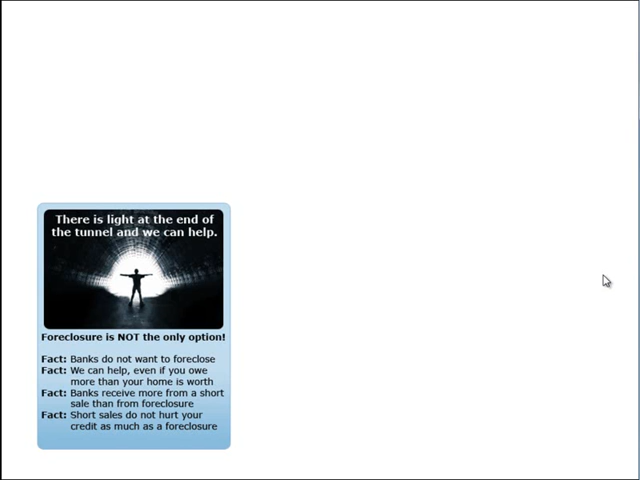 There is light at the end of
the tunnel and we can help.
Foreclosure is NOT the only option!
Fact: Banks do not want to foreclose
Fact: We can help, even if you owe
more than your home is worth
Fact: Banks receive more from a short
sale than from foreclosure
Fact: Short sales do not hurt your
credit as much as a foreclosure